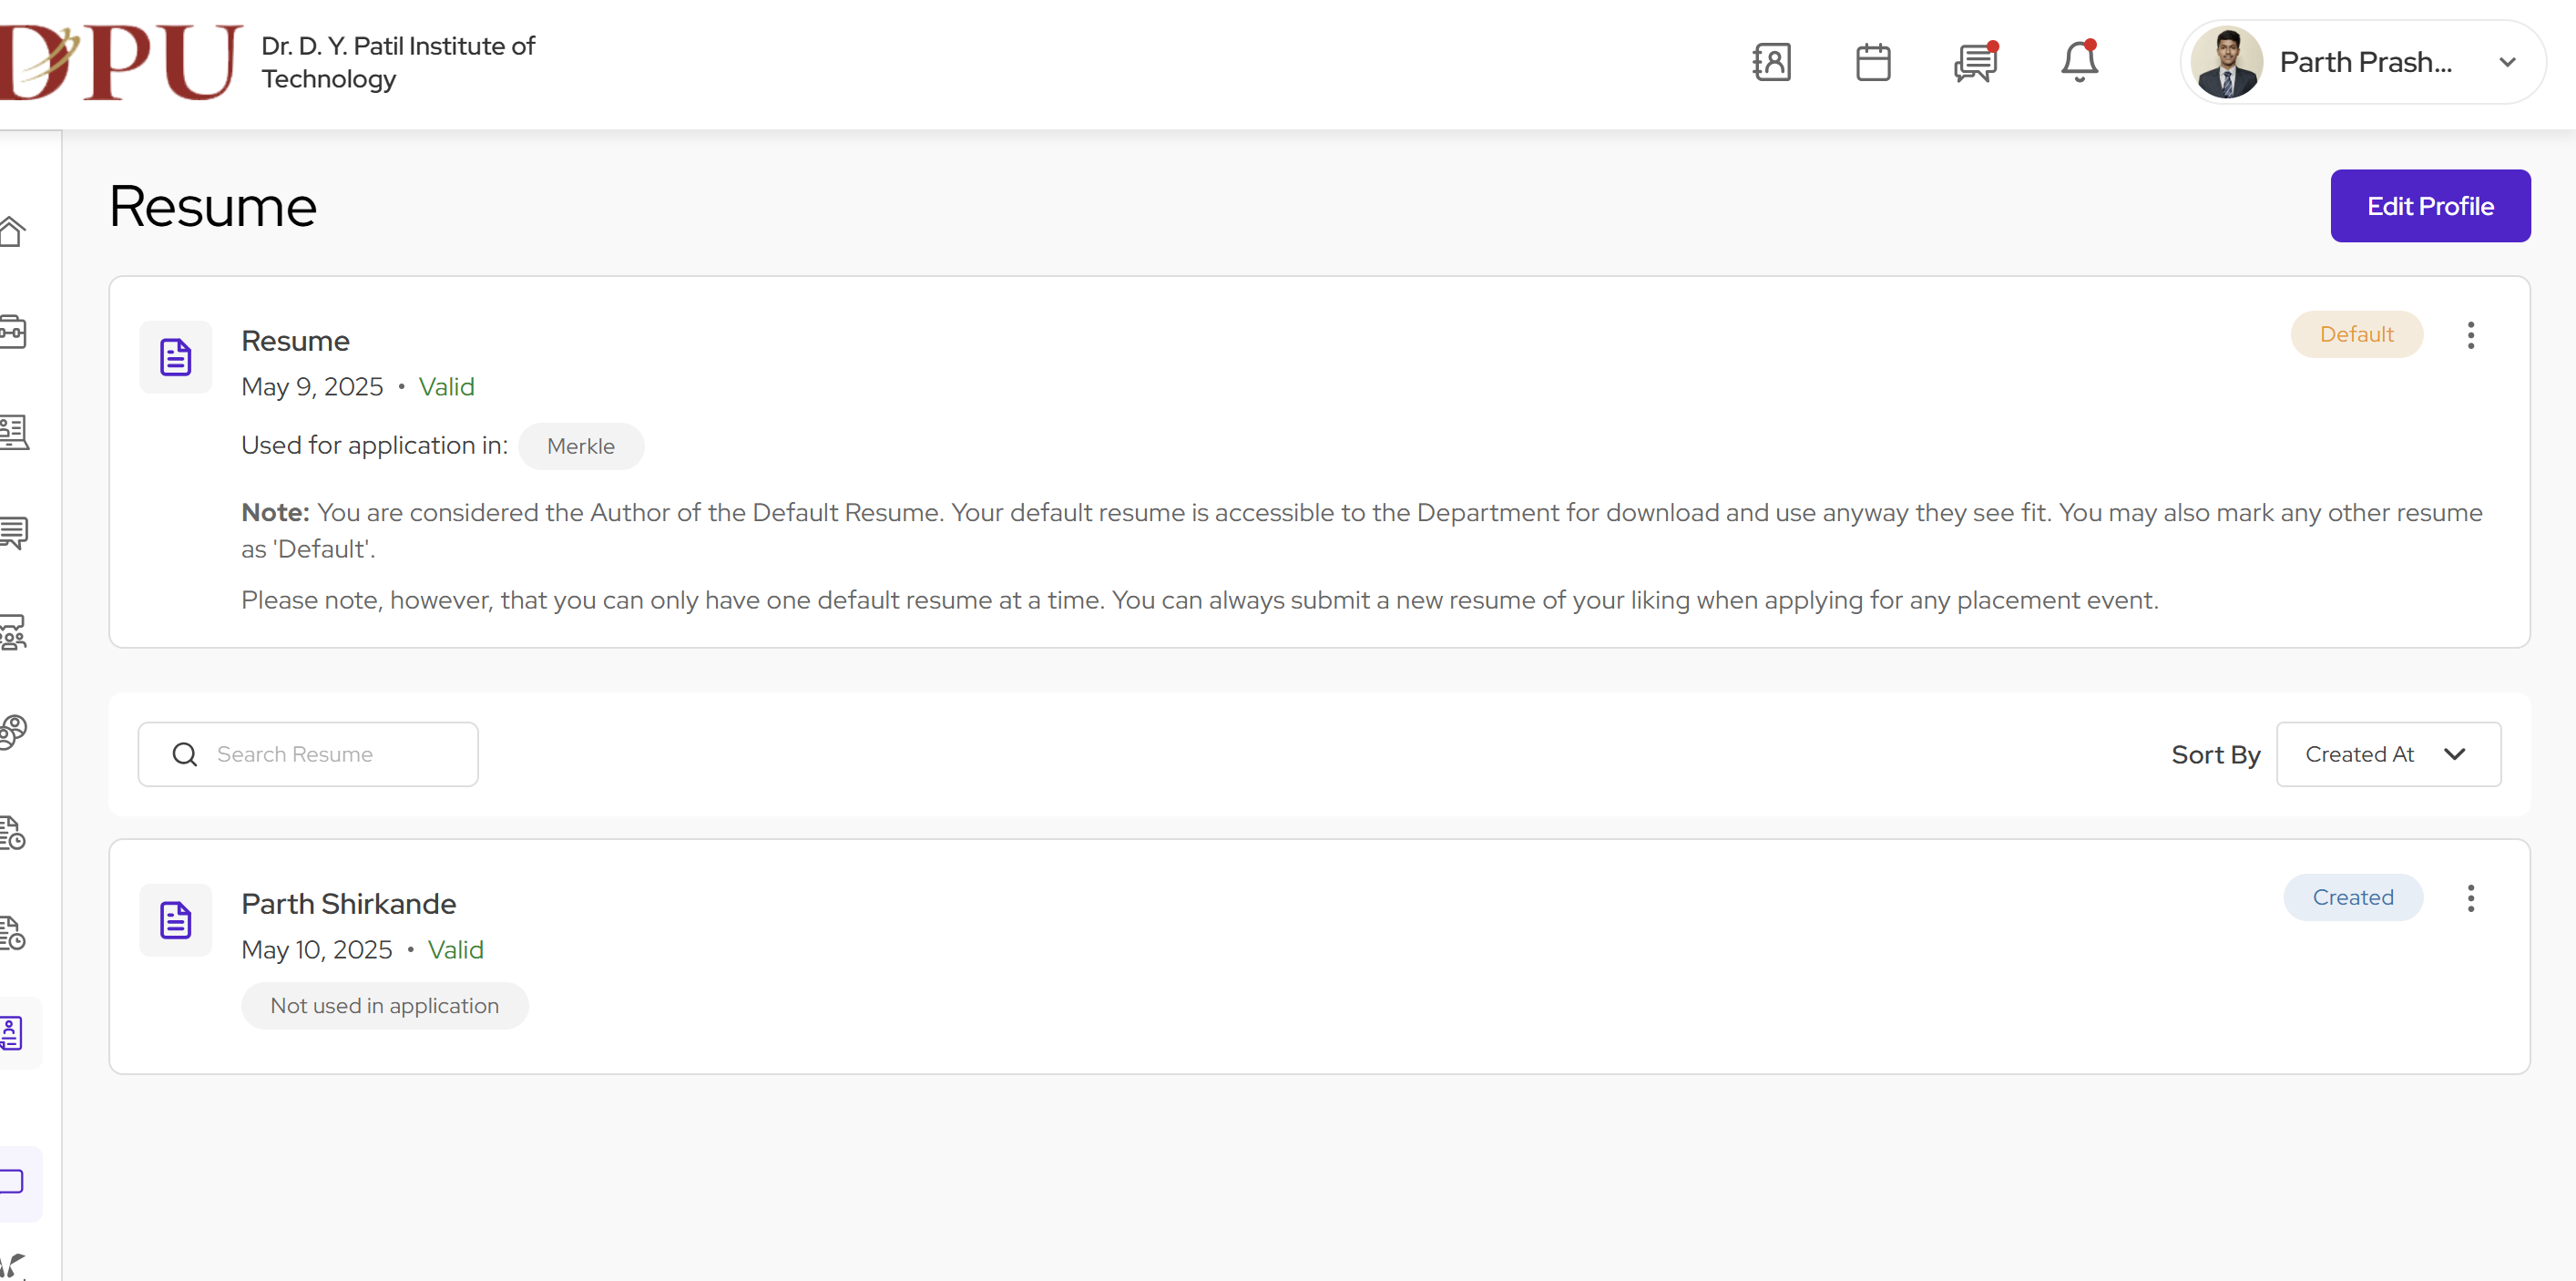 DPU
Dr. D. Y. Patil Institute of
Technology
Parth Prash...
Resume
Edit Profile
Resume
Default
May 9, 2025 • Valid
Used for application in: Merkle
Note: You are considered the Author of the Default Resume. Your default resume is accessible to the Department for download and use anyway they see fit. You may also mark any other resume
as 'Default'.
Please note, however, that you can only have one default resume at a time. You can always submit a new resume of your liking when applying for any placement event.
Search Resume
Sort By Created At
Parth Shirkande
Created
May 10, 2025 • Valid
Not used in application